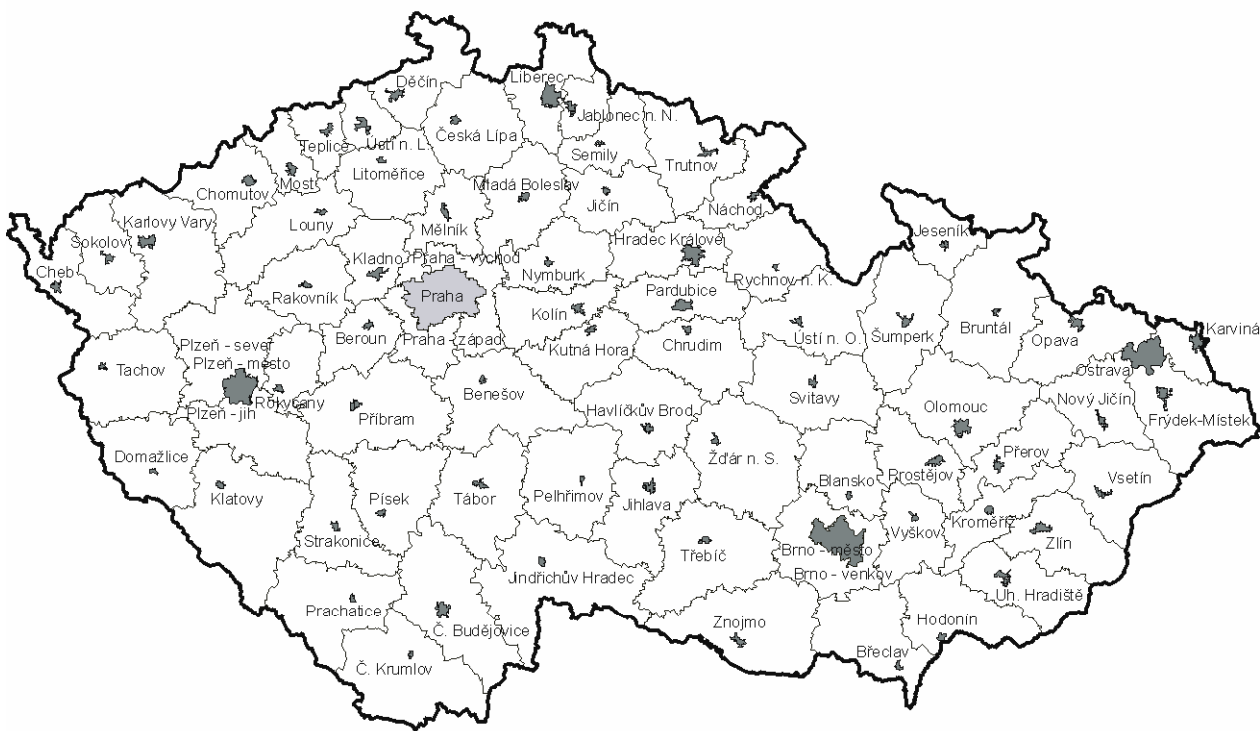 Děčín
Liberec
Jablonec n. N.
Teplice
Ústí n. L.
Česká Lípa
Semily
Trutnov
Chomutov
Most
Litoměřice
Mladá Boleslav
Jičín
Náchod
Karlovy Vary
Louny
Mělník
Hradec Králové
Jeseník
Sokolov
Cheb
Kladno
Praha - východ
Nymburk
Rychnov n. K.
Rakovník
Praha
Pardubice
Kolín
Beroun
Praha - západ
Kutná Hora
Chrudim
Ústí n. O.
Šumperk
Bruntál
Opava
Karviná
Plzeň - sever
Plzeň - město
Tachov
Rokycany
Plzeň - jih
Benešov
Svitavy
Ostrava
Příbram
Havlíčkův Brod
Olomouc
Nový Jičín
Frýdek-Místek
Domažlice
Žďár n. S.
Přerov
Klatovy
Písek
Tábor
Pelhřimov
Jihlava
Blansko
Prostějov
Vsetín
Strakonice
Vyškov
Kroměříž
Zlín
Třebíč
Brno - město
Jindřichův Hradec
Brno - venkov
Uh. Hradiště
Prachatice
Č. Budějovice
Znojmo
Hodonín
Č. Krumlov
Břeclav